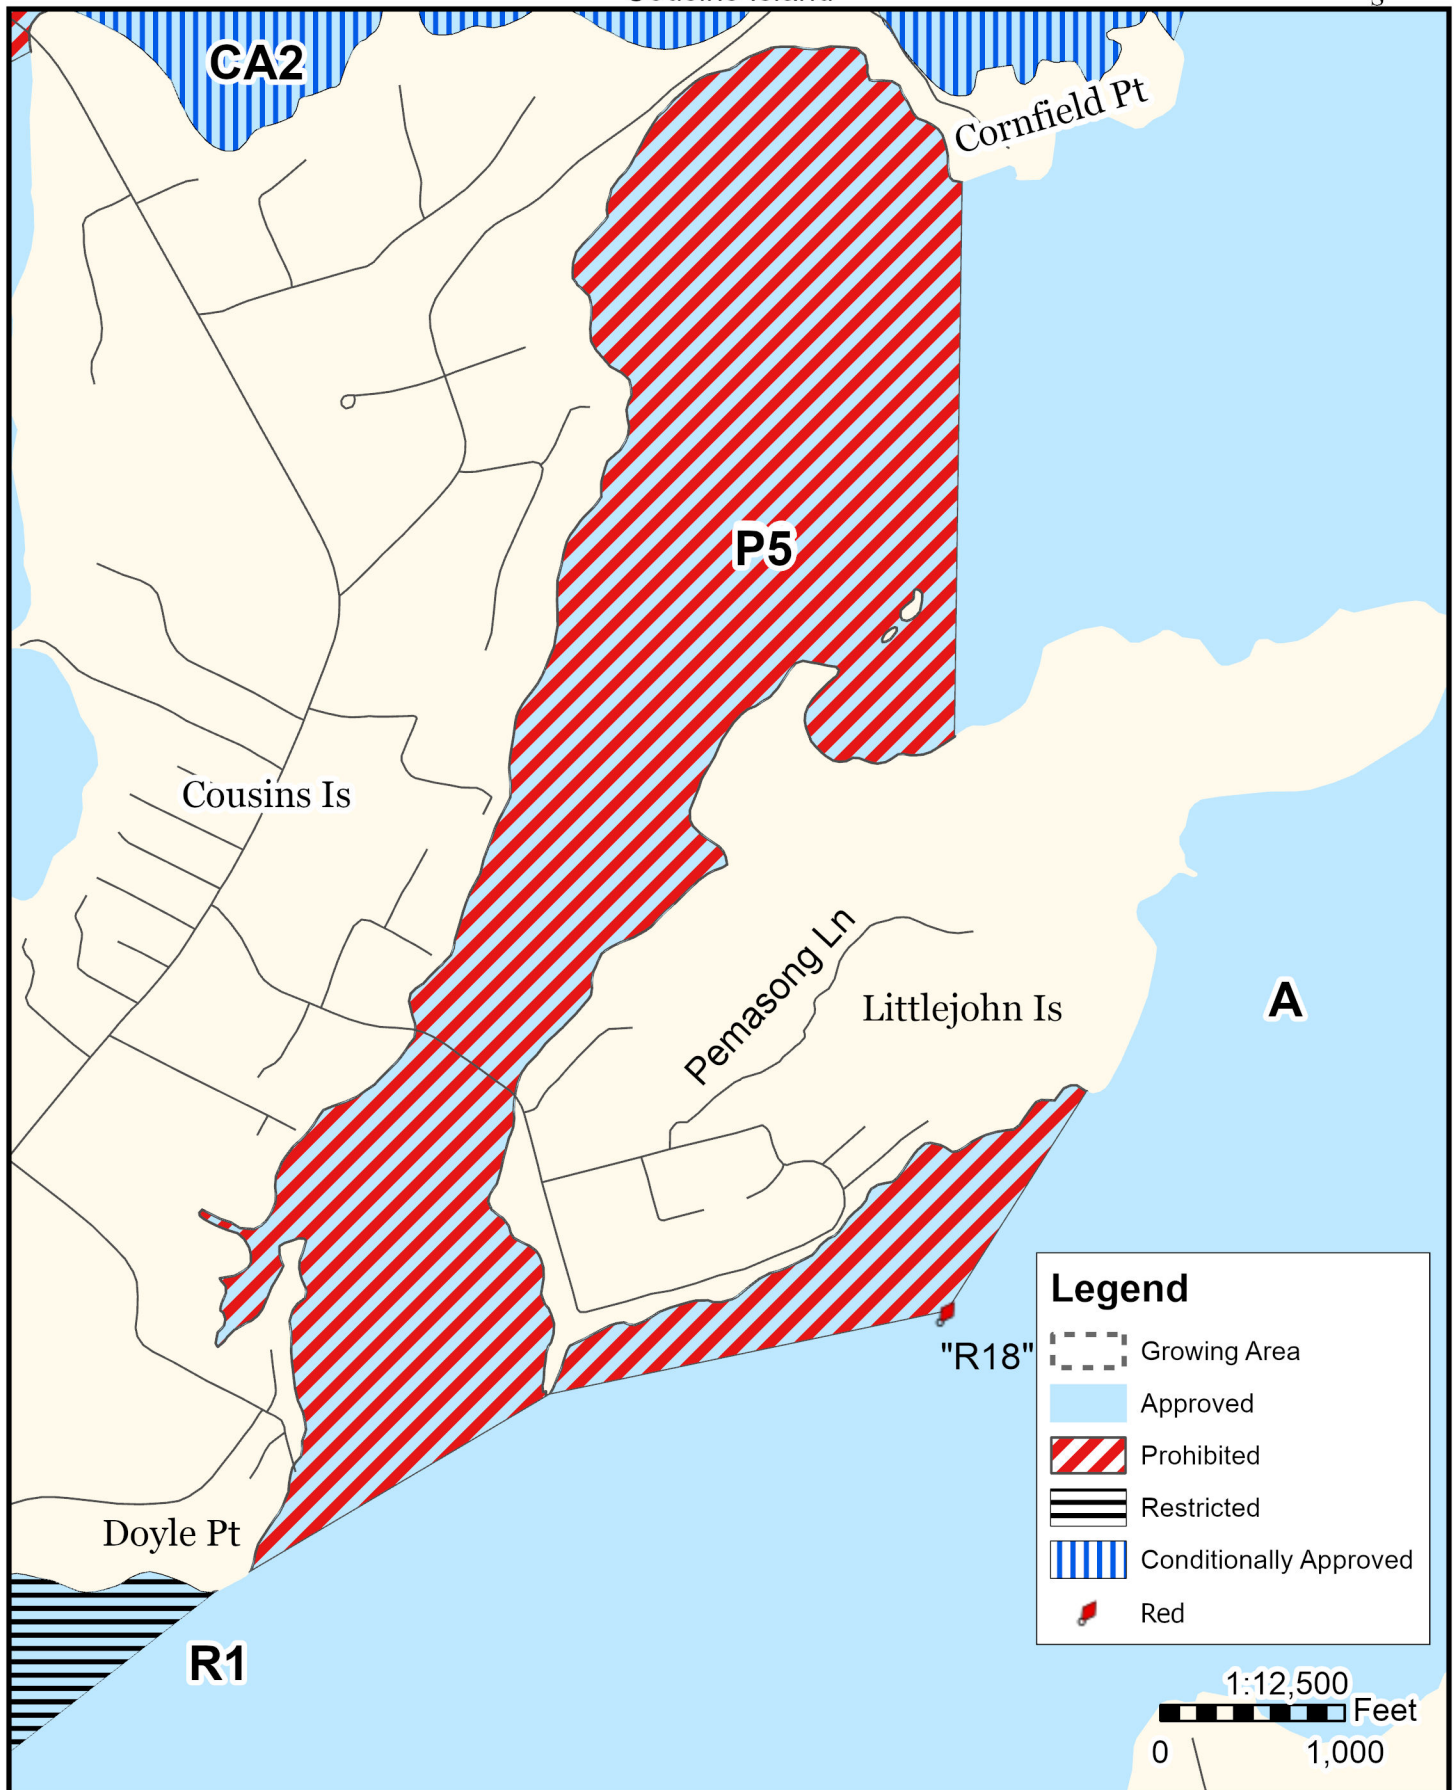 CA2
Cornfield Pt
P5
Cousins Is
Pemasong Ln
Littlejohn Is
A
"R18"
Doyle Pt
R1
Legend
Growing Area
Approved
Prohibited
Restricted
Conditionally Approved
Red
1:12,500
Feet
0 1,000